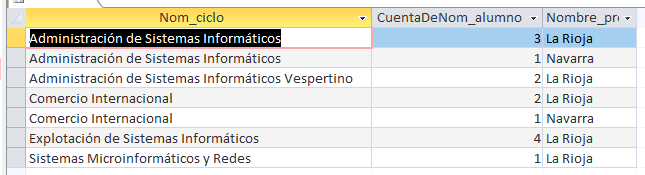 Nom_ciclo CuentaDeNom_alumno Nombre_pro
Administración de Sistemas Informáticos 3 La Rioja
Administración de Sistemas Informáticos 1 Navarra
Administración de Sistemas Informáticos Vespertino 2 La Rioja
Comercio Internacional 2 La Rioja
Comercio Internacional 1 Navarra
Explotación de Sistemas Informáticos 4 La Rioja
Sistemas Microinformáticos y Redes 1 La Rioja